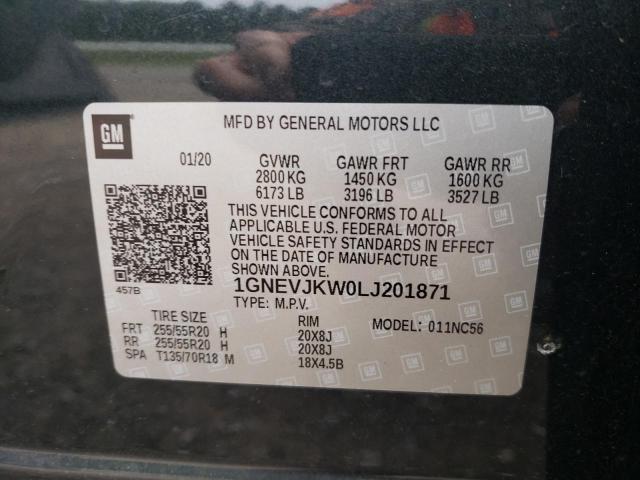 GM
MFD BY GENERAL MOTORS LLC
01/20 GVWR GAWR FRT GAWR RR
2800 KG 1450 KG 1600 KG
6173 LB 3196 LB 3527 LB
THIS VEHICLE CONFORMS TO ALL
APPLICABLE U.S. FEDERAL MOTOR
VEHICLE SAFETY STANDARDS IN EFFECT
ON THE DATE OF MANUFACTURE
1GNEVJKW0LJ201871
457B TYPE: M.P.V.
TIRE SIZE RIM MODEL: 011NC56
FRT 255/55R20 H 20X8J
RR 255/55R20 H 20X8J
SPA T135/70R18 M 18X4.5B